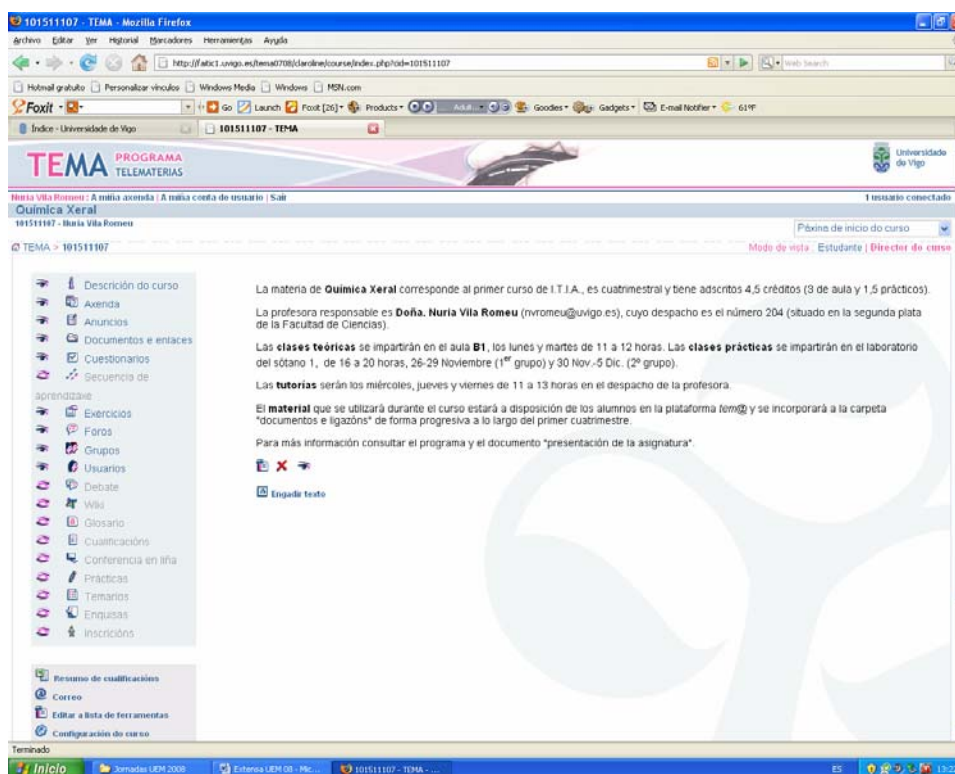 101511107 - TEMA - Mozilla Firefox
Archivo Editar Ver Historial Marcadores Herramientas Ayuda
http://faitic1.uvigo.es/tema0708/claroline/course/index.php?cid=101511107
Web Search
Hotmail gratuito Personalizar vínculos Windows Media Windows MSN.com
Foxit Go Launch Foxit [26] Products Goodies Gadgets E-mail Notifier 61°F
Índice - Universidade de Vigo 101511107 - TEMA
TEMA PROGRAMA TELEMATERIAS
Universidade de Vigo
Nuria Vila Romeu : A miña axenda | A miña conta de usuario | Sair
1 usuario conectado
Química Xeral
101511107 - Nuria Vila Romeu
Páxina de inicio do curso
TEMA > 101511107
Modo de vista : Estudante | Director do curso
Descrición do curso
Axenda
Anuncios
Documentos e enlaces
Cuestionarios
Secuencia de
aprendizaxe
Exercicios
Foros
Grupos
Usuarios
Debate
Wiki
Glosario
Cualificacións
Conferencia en liña
Prácticas
Temarios
Enquisas
Inscricións
Resumo de cualificacións
Correo
Editar a lista de ferramentas
Configuración do curso
La materia de Química Xeral corresponde al primer curso de I.T.I.A., es cuatrimestral y tiene adscritos 4,5 créditos (3 de aula y 1,5 prácticos).
La profesora responsable es Doña. Nuria Vila Romeu (nvromeu@uvigo.es), cuyo despacho es el número 204 (situado en la segunda plata
de la Facultad de Ciencias).
Las clases teóricas se impartirán en el aula B1, los lunes y martes de 11 a 12 horas. Las clases prácticas se impartirán en el laboratorio
del sótano 1, de 16 a 20 horas, 26-29 Noviembre (1er grupo) y 30 Nov.-5 Dic. (2º grupo).
Las tutorías serán los miércoles, jueves y viernes de 11 a 13 horas en el despacho de la profesora.
El material que se utilizará durante el curso estará a disposición de los alumnos en la plataforma tem@ y se incorporará a la carpeta
"documentos e ligazóns" de forma progresiva a lo largo del primer cuatrimestre.
Para más información consultar el programa y el documento "presentación de la asignatura".
Engadir texto
Terminado
Inicio Jornadas UEM 2008 Extensa UEM 08 - Mic... 101511107 - TEMA - ... ES